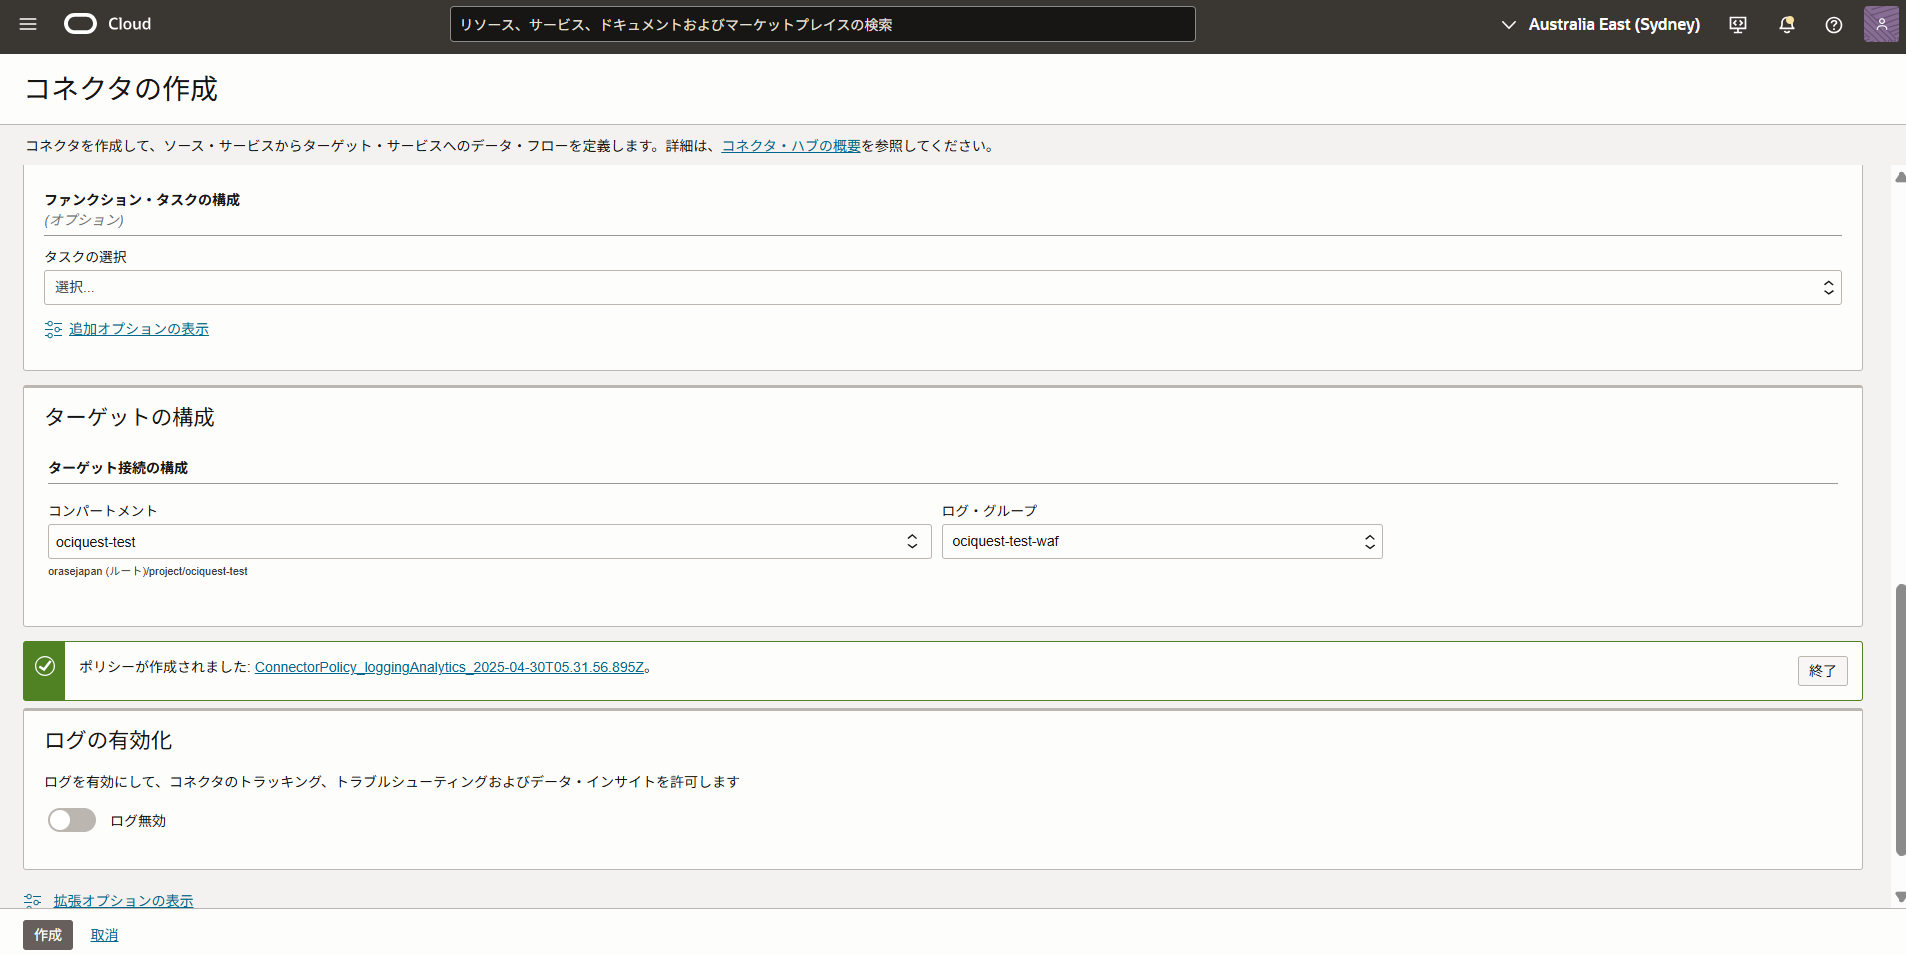 Cloud
リソース、サービス、ドキュメントおよびマーケットプレイスの検索
Australia East (Sydney)
コネクタの作成
コネクタを作成して、ソース・サービスからターゲット・サービスへのデータ・フローを定義します。詳細は、コネクタ・ハブの概要を参照してください。
ファンクション・タスクの構成
(オプション)
タスクの選択
選択...
追加オプションの表示
ターゲットの構成
ターゲット接続の構成
コンパートメント
ログ・グループ
ociquest-test
ociquest-test-waf
orasejapan (ルート)/project/ociquest-test
ポリシーが作成されました: ConnectorPolicy_loggingAnalytics_2025-04-30T05.31.56.895Z。
終了
ログの有効化
ログを有効にして、コネクタのトラッキング、トラブルシューティングおよびデータ・インサイトを許可します
ログ無効
拡張オプションの表示
作成
取消